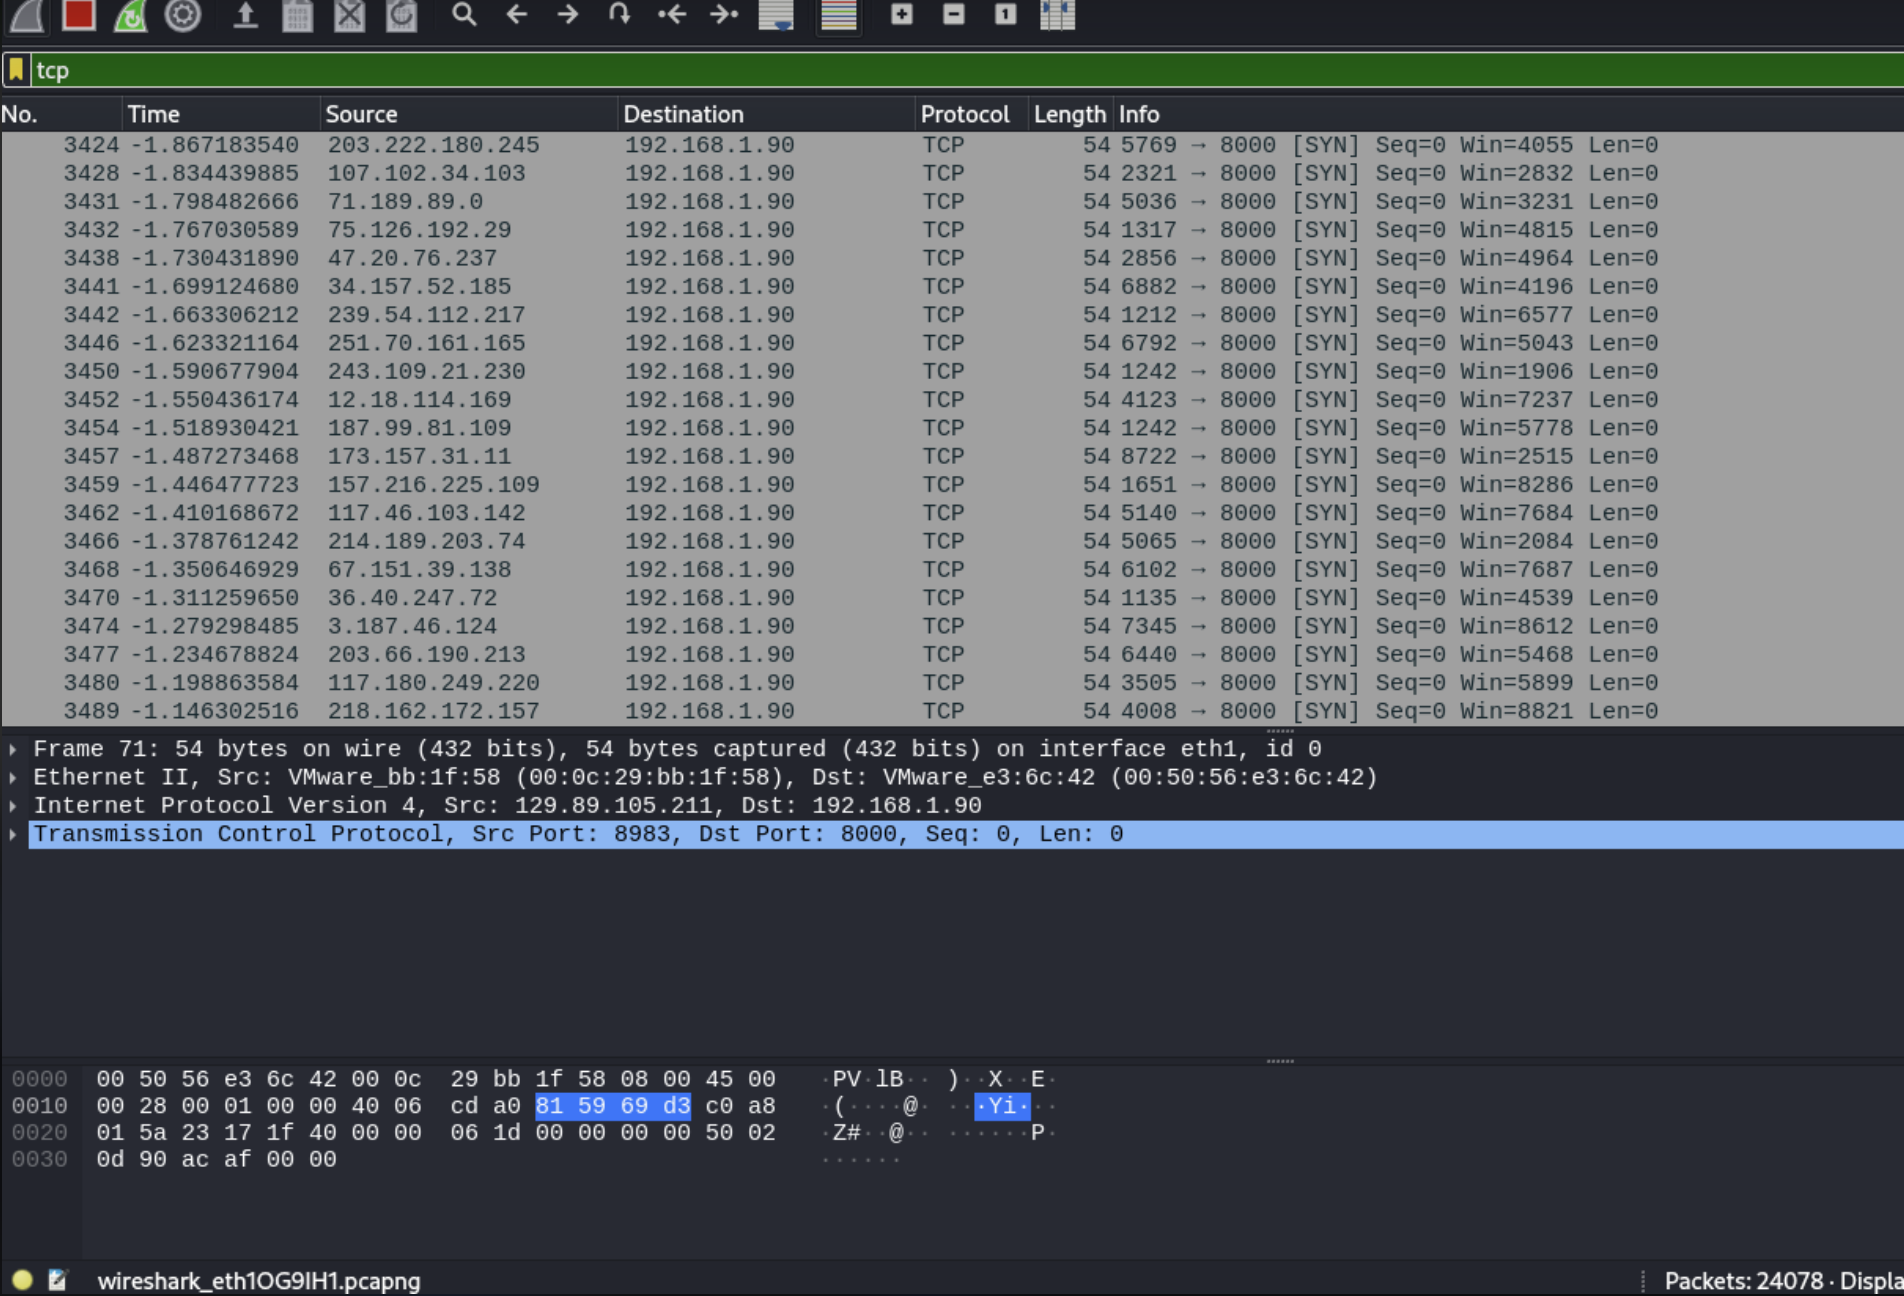 1
tcp
No. Time Source Destination Protocol Length Info
3424 -1.867183540 203.222.180.245 192.168.1.90 TCP 54 5769 → 8000 [SYN] Seq=0 Win=4055 Len=0
3428 -1.834439885 107.102.34.103 192.168.1.90 TCP 54 2321 → 8000 [SYN] Seq=0 Win=2832 Len=0
3431 -1.798482666 71.189.89.0 192.168.1.90 TCP 54 5036 → 8000 [SYN] Seq=0 Win=3231 Len=0
3432 -1.767030589 75.126.192.29 192.168.1.90 TCP 54 1317 → 8000 [SYN] Seq=0 Win=4815 Len=0
3438 -1.730431890 47.20.76.237 192.168.1.90 TCP 54 2856 → 8000 [SYN] Seq=0 Win=4964 Len=0
3441 -1.699124680 34.157.52.185 192.168.1.90 TCP 54 6882 → 8000 [SYN] Seq=0 Win=4196 Len=0
3442 -1.663306212 239.54.112.217 192.168.1.90 TCP 54 1212 → 8000 [SYN] Seq=0 Win=6577 Len=0
3446 -1.623321164 251.70.161.165 192.168.1.90 TCP 54 6792 → 8000 [SYN] Seq=0 Win=5043 Len=0
3450 -1.590677904 243.109.21.230 192.168.1.90 TCP 54 1242 → 8000 [SYN] Seq=0 Win=1906 Len=0
3452 -1.550436174 12.18.114.169 192.168.1.90 TCP 54 4123 → 8000 [SYN] Seq=0 Win=7237 Len=0
3454 -1.518930421 187.99.81.109 192.168.1.90 TCP 54 1242 → 8000 [SYN] Seq=0 Win=5778 Len=0
3457 -1.487273468 173.157.31.11 192.168.1.90 TCP 54 8722 → 8000 [SYN] Seq=0 Win=2515 Len=0
3459 -1.446477723 157.216.225.109 192.168.1.90 TCP 54 1651 → 8000 [SYN] Seq=0 Win=8286 Len=0
3462 -1.410168672 117.46.103.142 192.168.1.90 TCP 54 5140 → 8000 [SYN] Seq=0 Win=7684 Len=0
3466 -1.378761242 214.189.203.74 192.168.1.90 TCP 54 5065 → 8000 [SYN] Seq=0 Win=2084 Len=0
3468 -1.350646929 67.151.39.138 192.168.1.90 TCP 54 6102 → 8000 [SYN] Seq=0 Win=7687 Len=0
3470 -1.311259650 36.40.247.72 192.168.1.90 TCP 54 1135 → 8000 [SYN] Seq=0 Win=4539 Len=0
3474 -1.279298485 3.187.46.124 192.168.1.90 TCP 54 7345 → 8000 [SYN] Seq=0 Win=8612 Len=0
3477 -1.234678824 203.66.190.213 192.168.1.90 TCP 54 6440 → 8000 [SYN] Seq=0 Win=5468 Len=0
3480 -1.198863584 117.180.249.220 192.168.1.90 TCP 54 3505 → 8000 [SYN] Seq=0 Win=5899 Len=0
3489 -1.146302516 218.162.172.157 192.168.1.90 TCP 54 4008 → 8000 [SYN] Seq=0 Win=8821 Len=0
Frame 71: 54 bytes on wire (432 bits), 54 bytes captured (432 bits) on interface eth1, id 0
Ethernet II, Src: VMware_bb:1f:58 (00:0c:29:bb:1f:58), Dst: VMware_e3:6c:42 (00:50:56:e3:6c:42)
Internet Protocol Version 4, Src: 129.89.105.211, Dst: 192.168.1.90
Transmission Control Protocol, Src Port: 8983, Dst Port: 8000, Seq: 0, Len: 0
0000 00 50 56 e3 6c 42 00 0c 29 bb 1f 58 08 00 45 00 ·PV·lB·· )··X··E·
0010 00 28 00 01 00 00 40 06 cd a0 81 59 69 d3 c0 a8 ·(····@· ···Yi···
0020 01 5a 23 17 1f 40 00 00 06 1d 00 00 00 00 50 02 ·Z#··@·· ······P·
0030 0d 90 ac af 00 00 ······
wireshark_eth1OG9IH1.pcapng Packets: 24078 · Displa